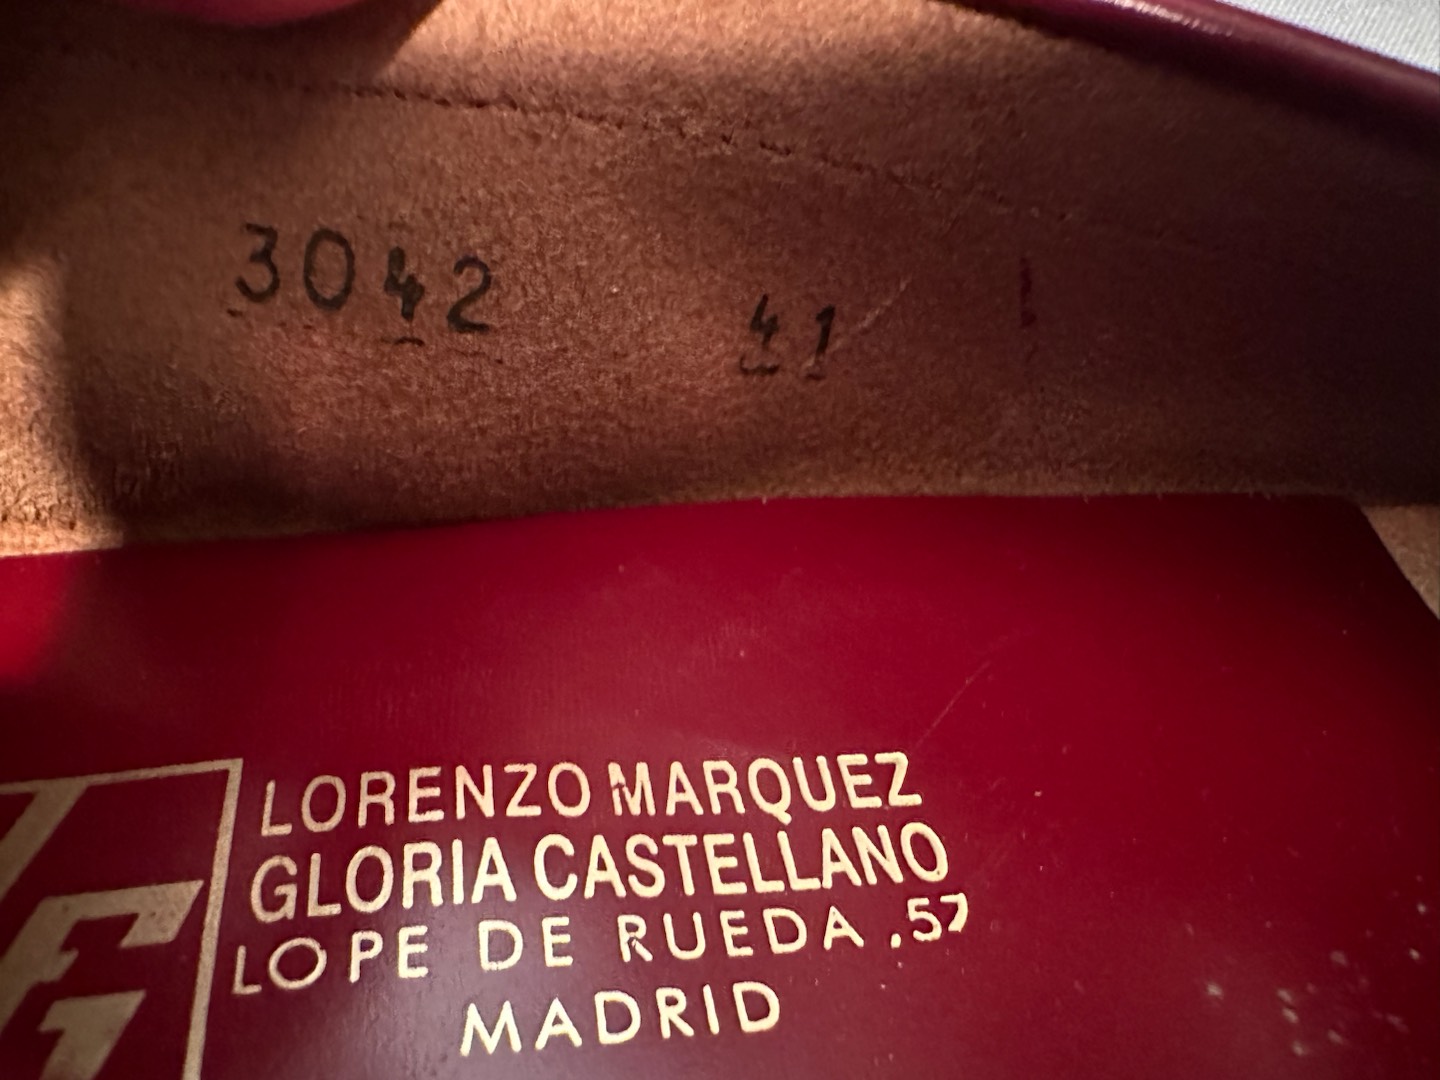 3042 41
LORENZO MARQUEZ
GLORIA CASTELLANO
LOPE DE RUEDA ,57
MADRID